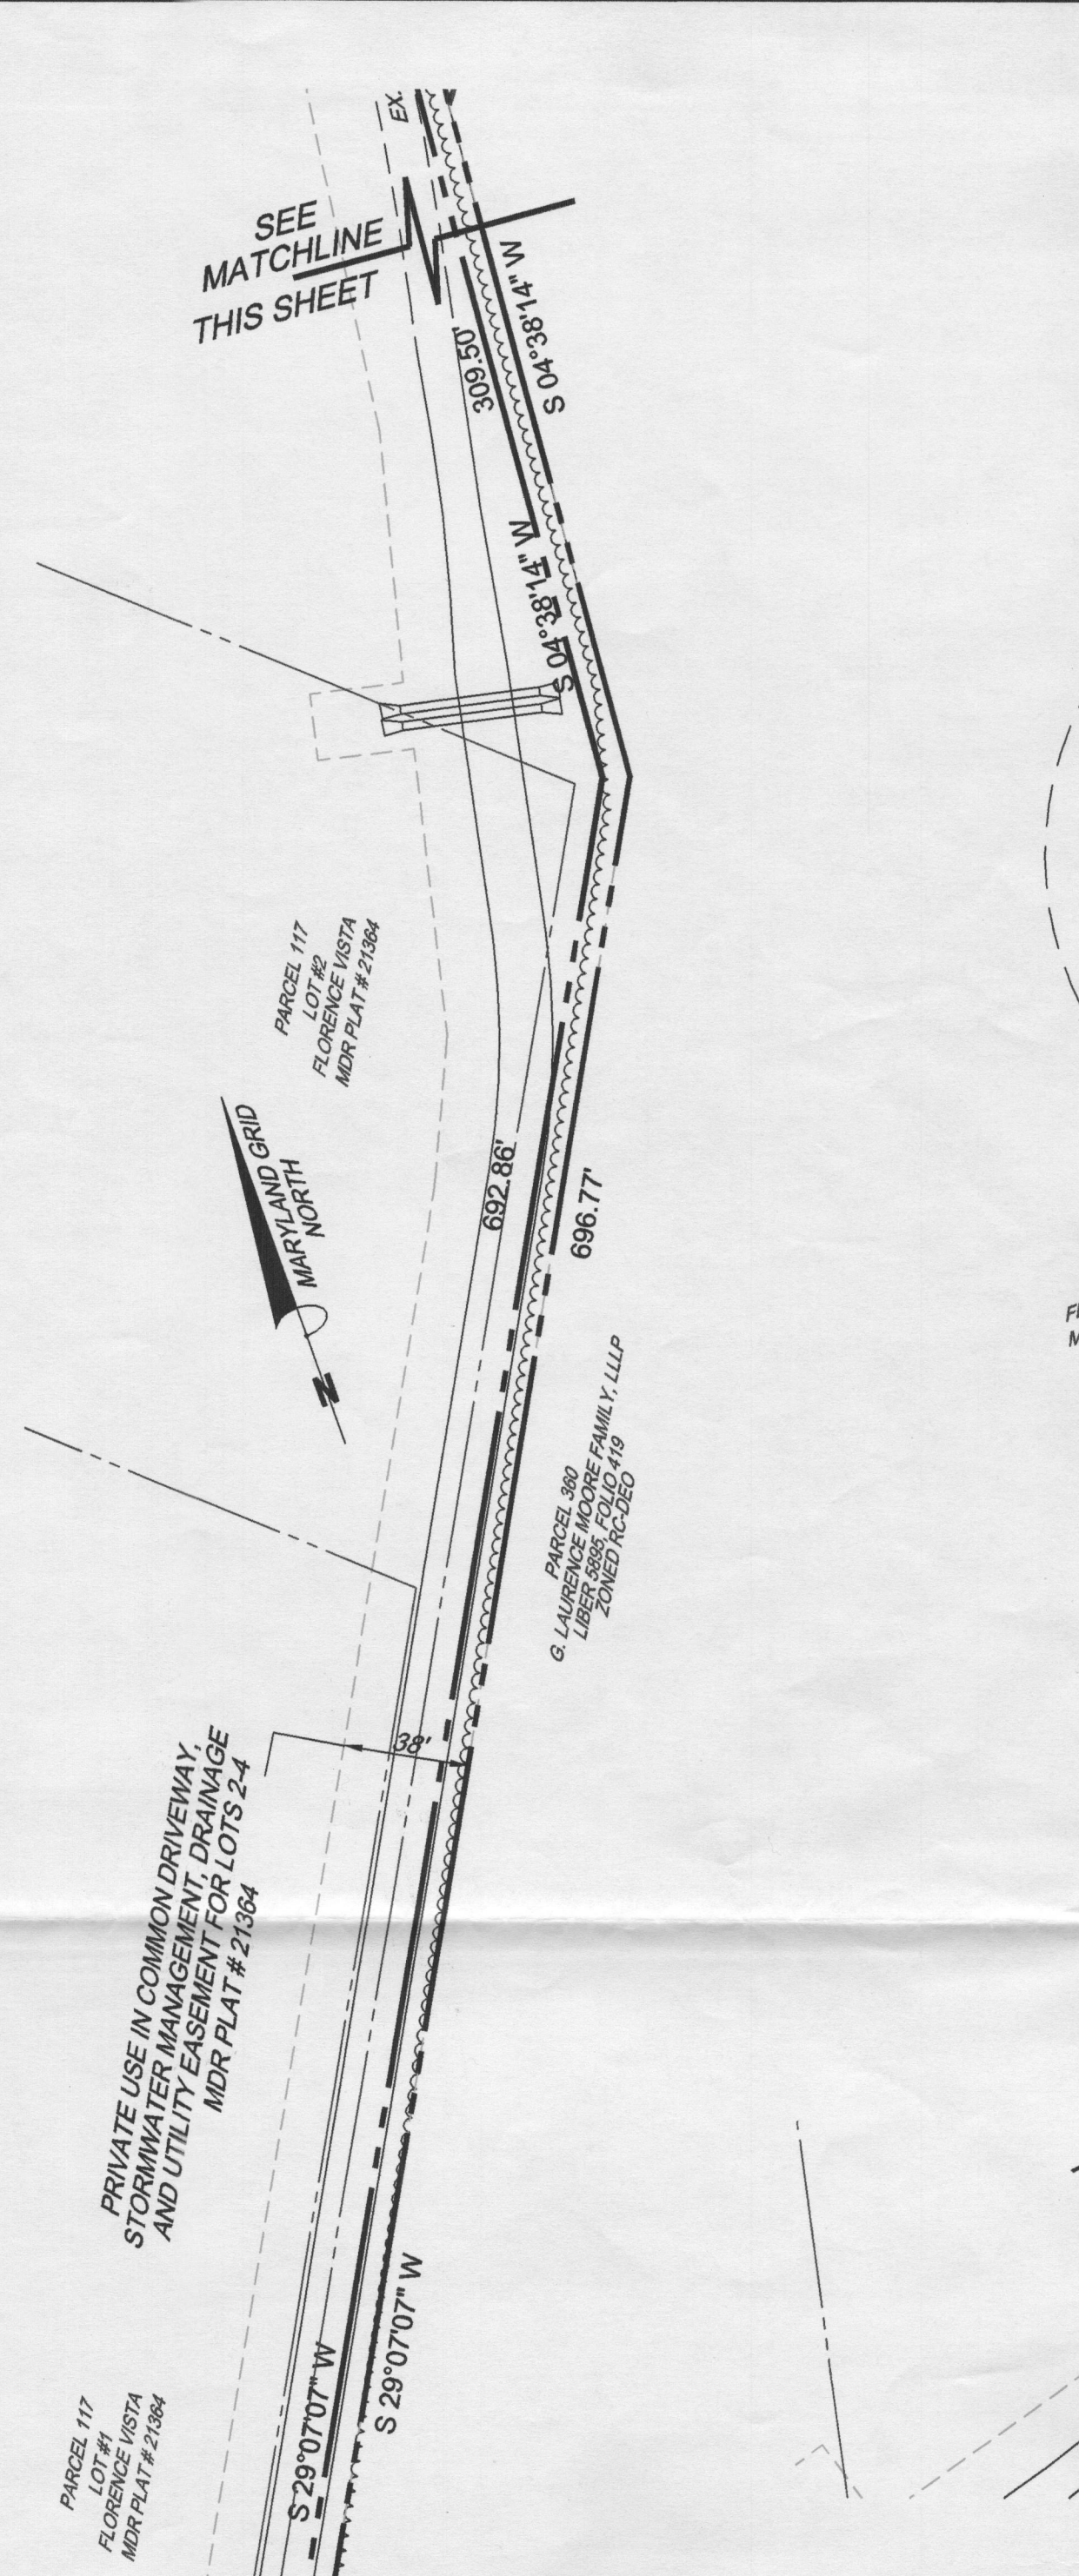 EX.
SEE
MATCHLINE
THIS SHEET
309.50'
S 04°38'14" W
S 04°38'14" W
PARCEL 117
LOT #2
FLORENCE VISTA
MDR PLAT # 21364
MARYLAND GRID
NORTH
N
692.86'
696.77'
PARCEL 360
G. LAURENCE MOORE FAMILY, LLLP
LIBER 5895, FOLIO 419
ZONED RC-DEO
38'
PRIVATE USE IN COMMON DRIVEWAY,
STORMWATER MANAGEMENT, DRAINAGE
AND UTILITY EASEMENT FOR LOTS 2-4
MDR PLAT # 21364
S 29°07'07" W
S 29°07'07" W
PARCEL 117
LOT #1
FLORENCE VISTA
MDR PLAT # 21364